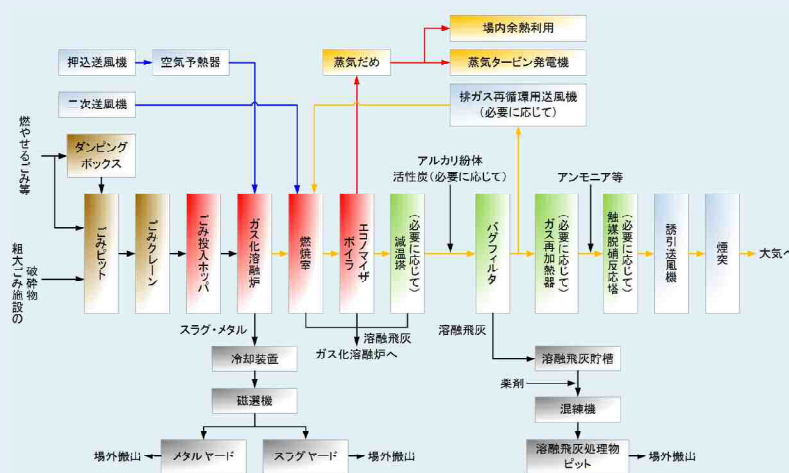 場内余熱利用
押込送風機
空気予熱器
蒸気だめ
蒸気タービン発電機
二次送風機
排ガス再循環用送風機
(必要に応じて)
燃やせるごみ等
ダンピング
ボックス
アルカリ紛体
活性炭(必要に応じて)
アンモニア等
ごみピット
ごみクレーン
ごみ投入ホッパ
ガス化溶融炉
燃焼室
エコノマイザ
ボイラ
(必要に応じて)
減温塔
バグフィルタ
(必要に応じて)
ガス再加熱器
(必要に応じて)
触媒脱硝反応塔
誘引送風機
煙突
大気へ
破砕物
粗大ごみ施設の
スラグ・メタル
溶融飛灰
ガス化溶融炉へ
溶融飛灰
冷却装置
溶融飛灰貯槽
薬剤
磁選機
混練機
場外搬出
メタルヤード
スラグヤード
場外搬出
溶融飛灰処理物
ピット
場外搬出